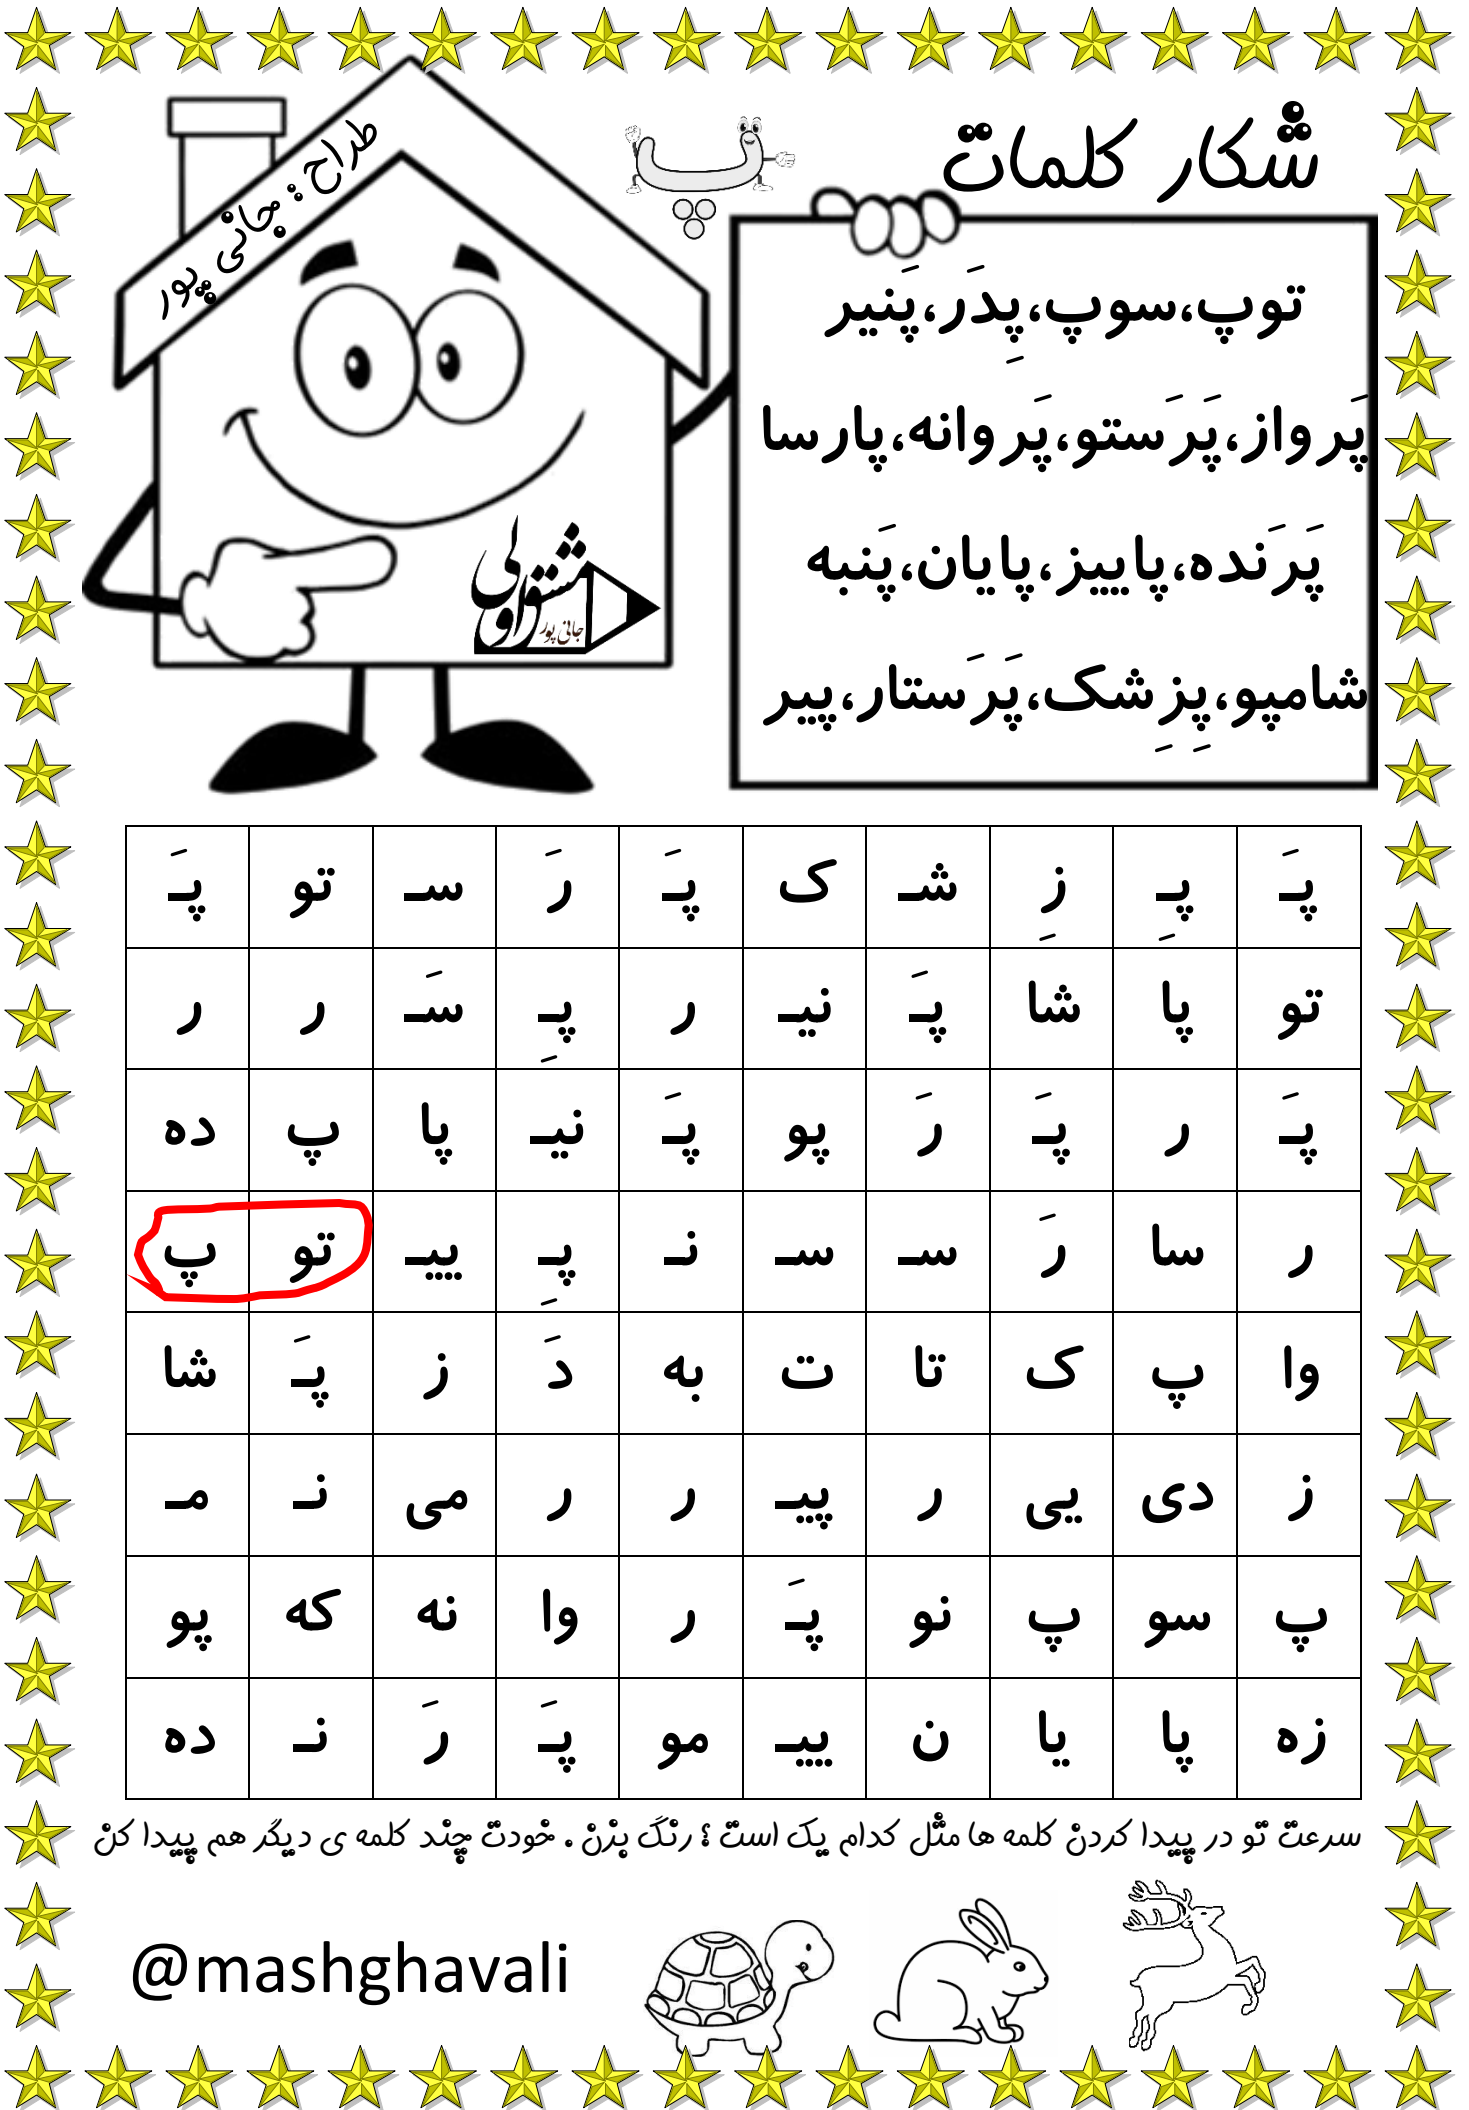 شکار کلمات
طراح : جانی پور
توپ،سوپ،پِدَر،پَنیر
پَرواز،پَرَستو،پَروانه،پارسا
پَرَنده،پاییز،پایان،پَنبه
شامپو،پِزِشک،پَرَستار،پیر
مشق اولی
جانی پور
پَـ پِـ زِ شـ ک پَـ رَ سـ تو پَـ
تو پا شا پَـ نیـ ر پِـ سَـ ر ر
پَـ ر پَـ رَ پو پَـ نیـ پا پ ده
ر سا رَ سـ سـ نـ پِـ ییـ تو پ
وا پ ک تا ت به دَ ز پَـ شا
ز دی یی ر پیـ ر ر می نـ مـ
پ سو پ نو پَـ ر وا نه که پو
زه پا یا ن ییـ مو پَـ رَ نـ ده
سرعت تو در پیدا کردن کلمه ها مثل کدام یک است ؟ رنگ بزن . خودت چند کلمه ی دیگر هم پیدا کن
@mashghavali